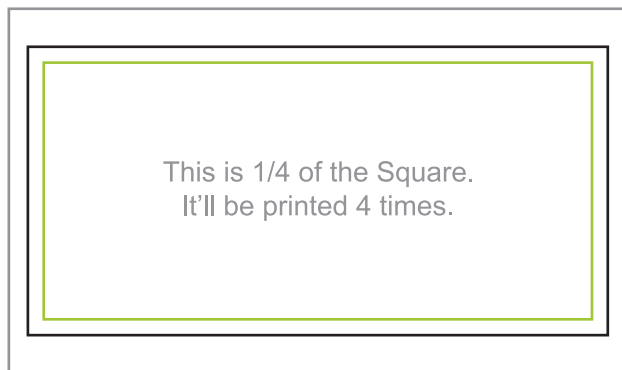 This is 1/4 of the Square.
It’ll be printed 4 times.